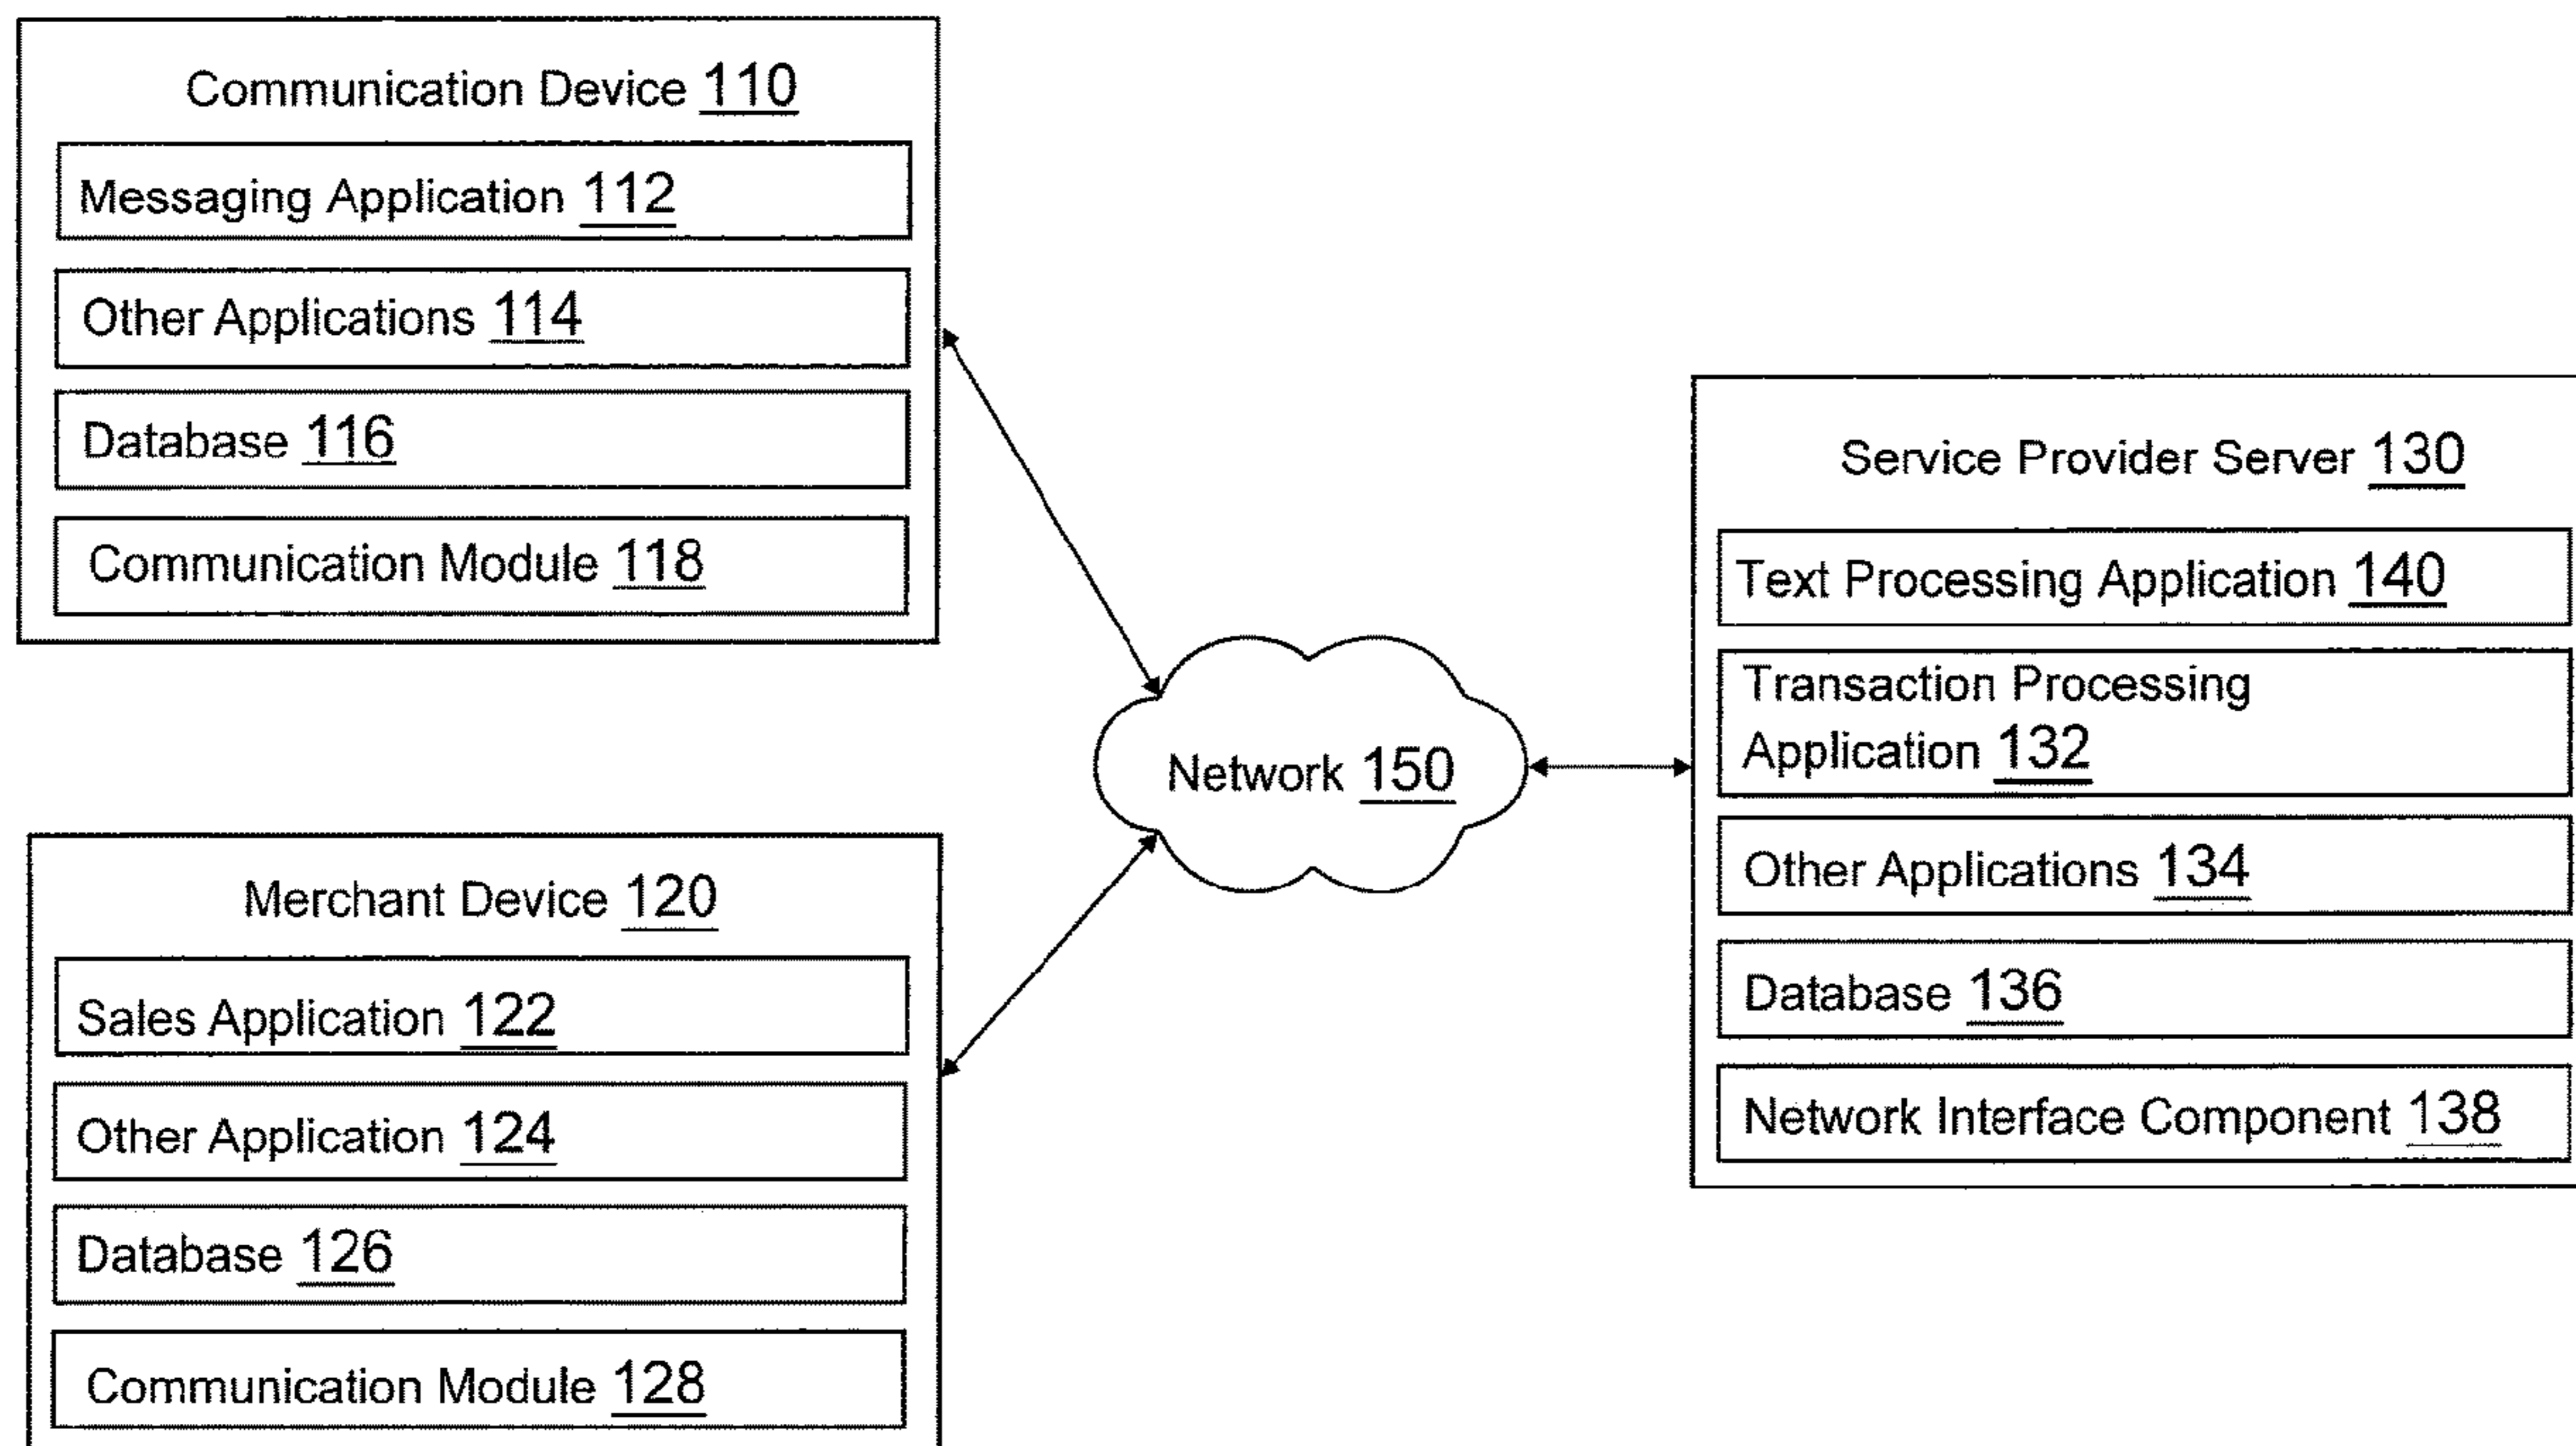 Communication Device 110
Messaging Application 112
Other Applications 114
Database 116
Communication Module 118
Merchant Device 120
Sales Application 122
Other Application 124
Database 126
Communication Module 128
Network 150
Service Provider Server 130
Text Processing Application 140
Transaction Processing
Application 132
Other Applications 134
Database 136
Network Interface Component 138